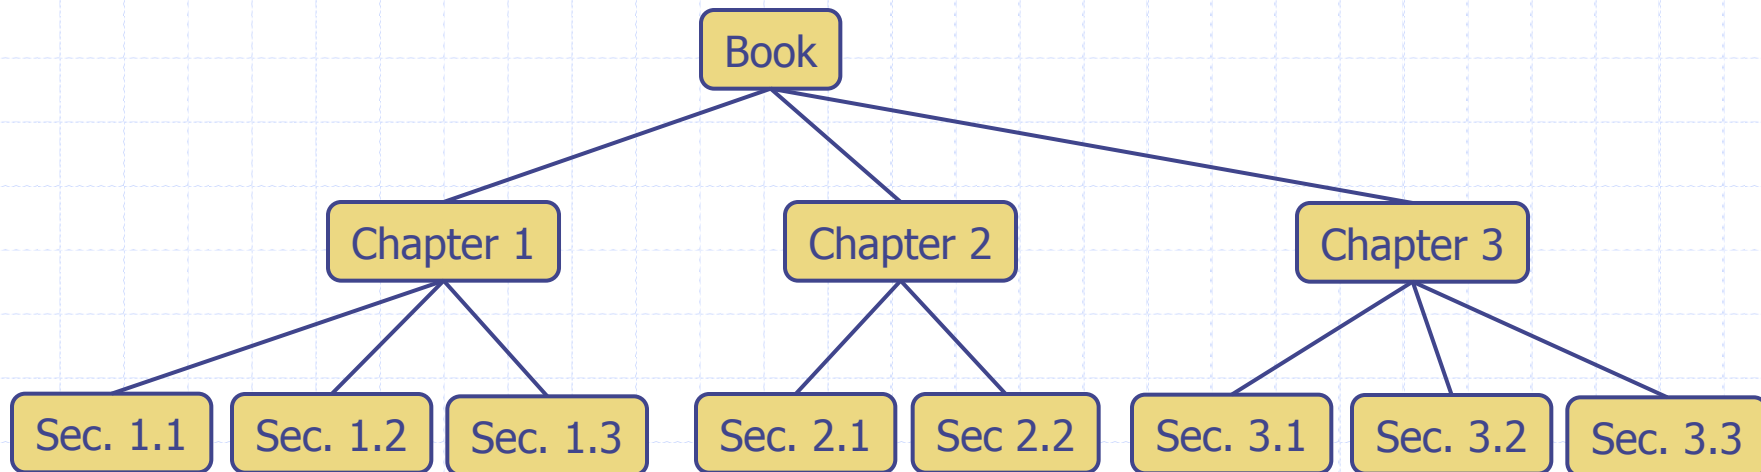 Book
Chapter 1
Chapter 2
Chapter 3
Sec. 1.1
Sec. 1.2
Sec. 1.3
Sec. 2.1
Sec 2.2
Sec. 3.1
Sec. 3.2
Sec. 3.3